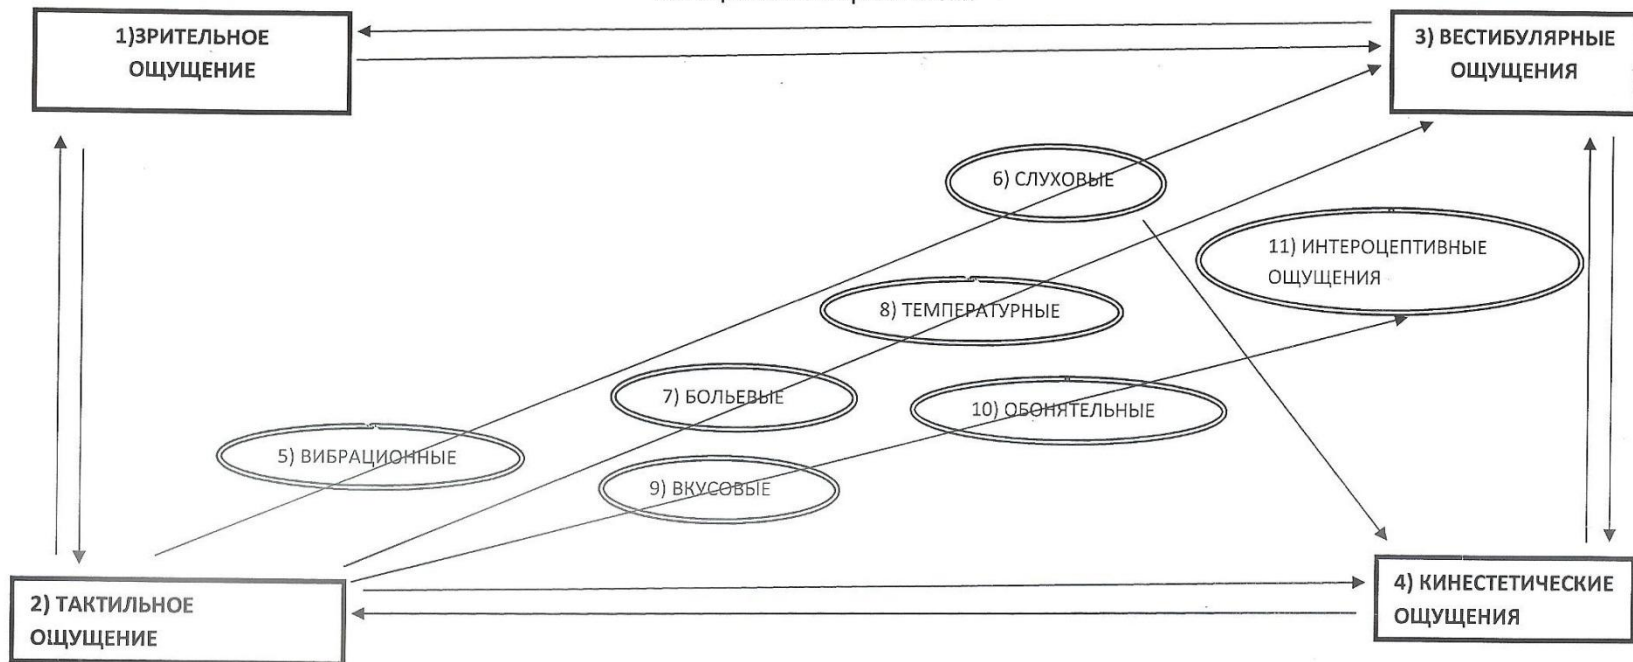 1)ЗРИТЕЛЬНОЕ
ОЩУЩЕНИЕ
3) ВЕСТИБУЛЯРНЫЕ
ОЩУЩЕНИЯ
6) СЛУХОВЫЕ
11) ИНТЕРОЦЕПТИВНЫЕ
ОЩУЩЕНИЯ
8) ТЕМПЕРАТУРНЫЕ
7) БОЛЬЕВЫЕ
10) ОБОНЯТЕЛЬНЫЕ
5) ВИБРАЦИОННЫЕ
9) ВКУСОВЫЕ
2) ТАКТИЛЬНОЕ
ОЩУЩЕНИЕ
4) КИНЕСТЕТИЧЕСКИЕ
ОЩУЩЕНИЯ